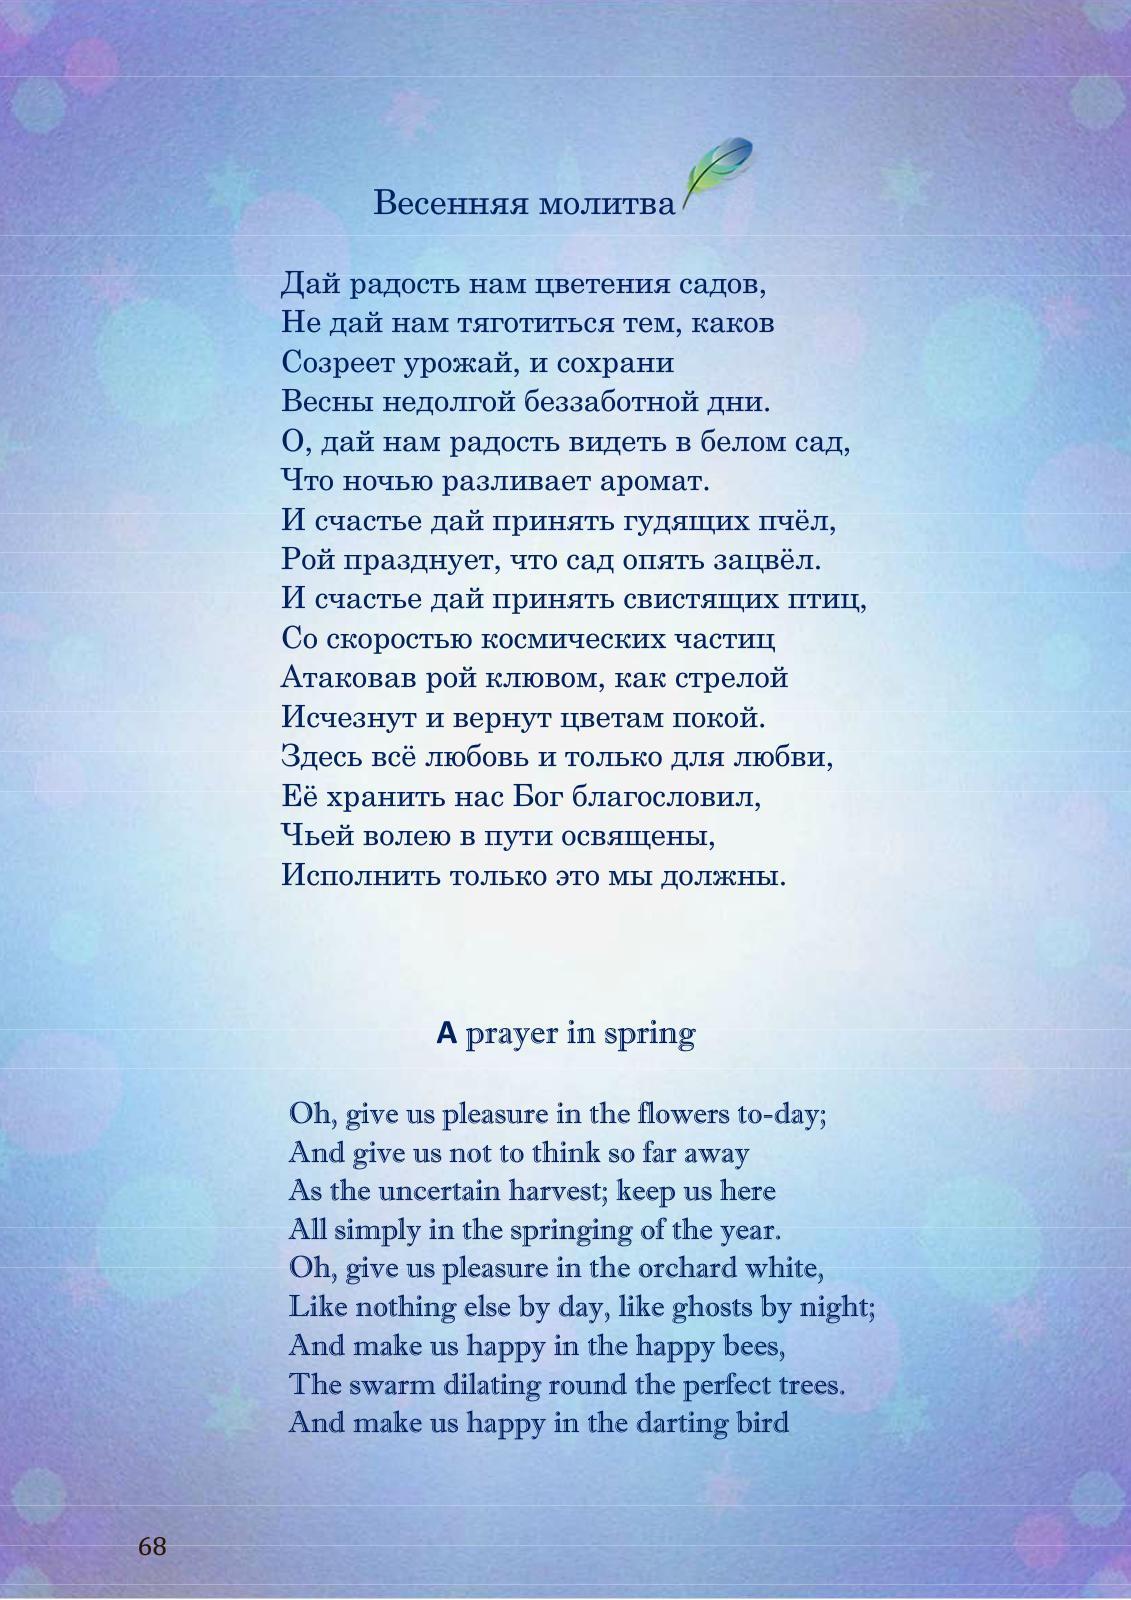 Весенняя молитва
Дай радость нам цветения садов,
Не дай нам тяготиться тем, каков
Созреет урожай, и сохрани
Весны недолгой беззаботной дни.
О, дай нам радость видеть в белом сад,
Что ночью разливает аромат.
И счастье дай принять гудящих пчёл,
Рой празднует, что сад опять зацвёл.
И счастье дай принять свистящих птиц,
Со скоростью космических частиц
Атаковав рой клювом, как стрелой
Исчезнут и вернут цветам покой.
Здесь всё любовь и только для любви,
Её хранить нас Бог благословил,
Чьей волею в пути освящены,
Исполнить только это мы должны.
A prayer in spring
Oh, give us pleasure in the flowers to-day;
And give us not to think so far away
As the uncertain harvest; keep us here
All simply in the springing of the year.
Oh, give us pleasure in the orchard white,
Like nothing else by day, like ghosts by night;
And make us happy in the happy bees,
The swarm dilating round the perfect trees.
And make us happy in the darting bird
68